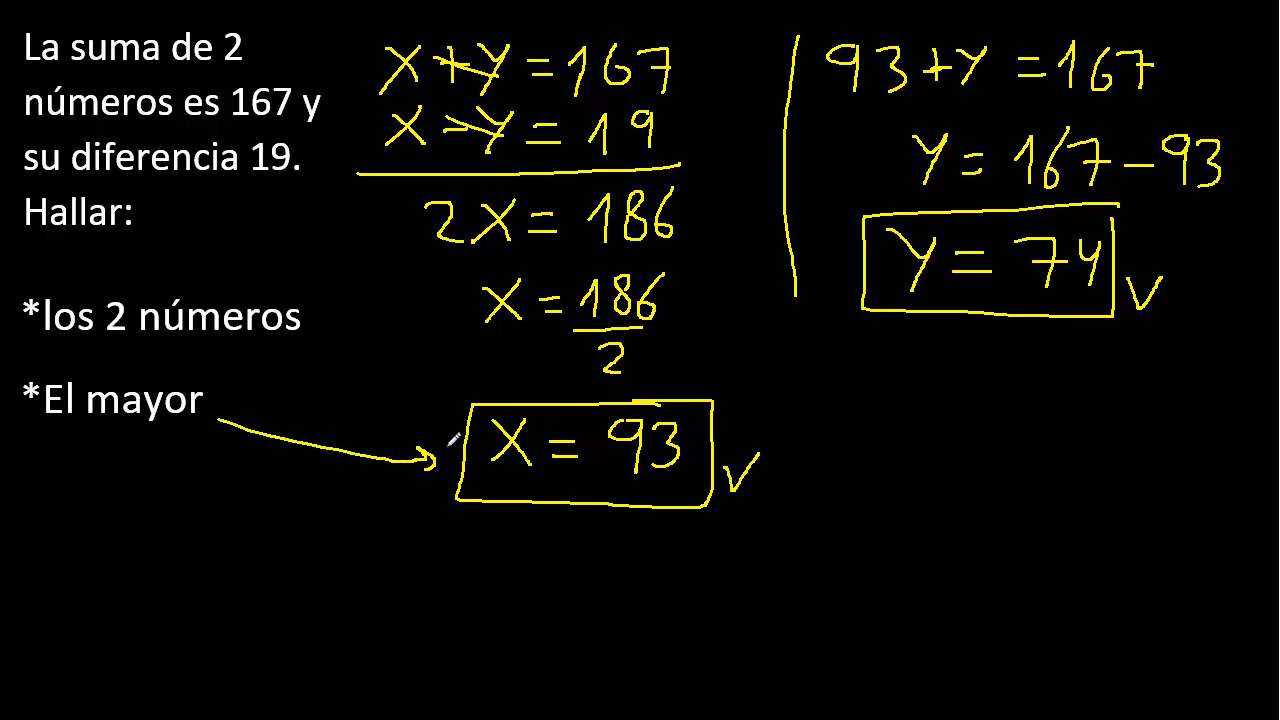 La suma de 2
números es 167 y
su diferencia 19.
Hallar:
*los 2 números
*El mayor
X+Y=167
X-Y=19
2X=186
X=186
2
X=93
V
93+Y=167
Y=167-93
Y=74
V